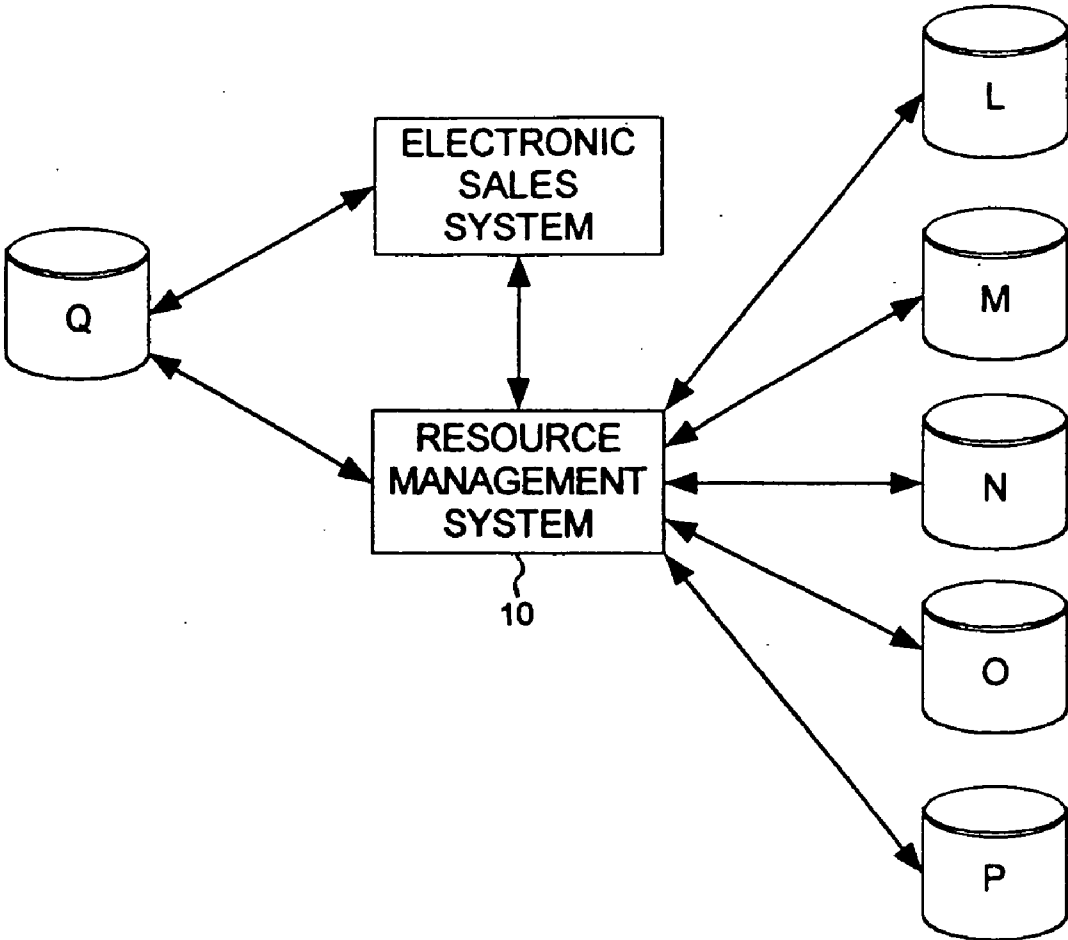 L
ELECTRONIC
SALES
SYSTEM
Q
M
RESOURCE
MANAGEMENT
SYSTEM
N
10
O
P